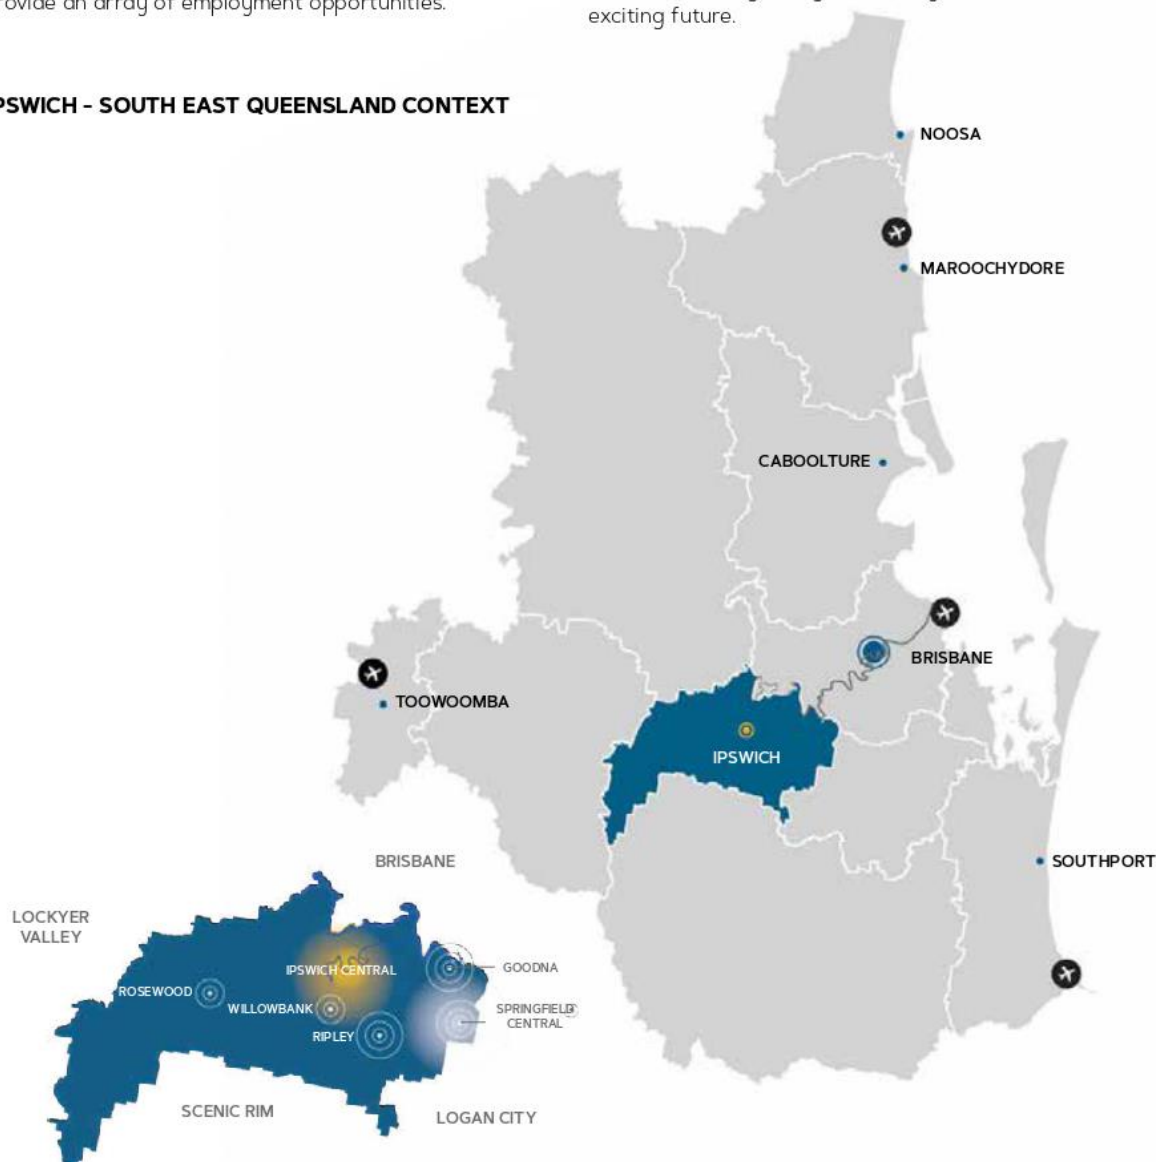 provide an array of employment opportunities.
exciting future.
IPSWICH - SOUTH EAST QUEENSLAND CONTEXT
NOOSA
MAROOCHYDORE
CABOOLTURE
BRISBANE
TOOWOOMBA
IPSWICH
SOUTHPORT
BRISBANE
LOCKYER
VALLEY
IPSWICH CENTRAL
GOODNA
ROSEWOOD
WILLOWBANK
SPRINGFIELD
CENTRAL
RIPLEY
SCENIC RIM
LOGAN CITY